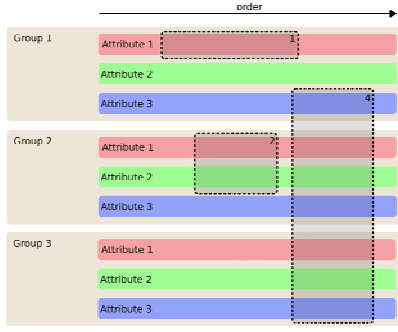 order
Group 1
Attribute 1
1
Attribute 2
Attribute 3
4
Group 2
Attribute 1
2
Attribute 2
Attribute 3
Group 3
Attribute 1
Attribute 2
Attribute 3